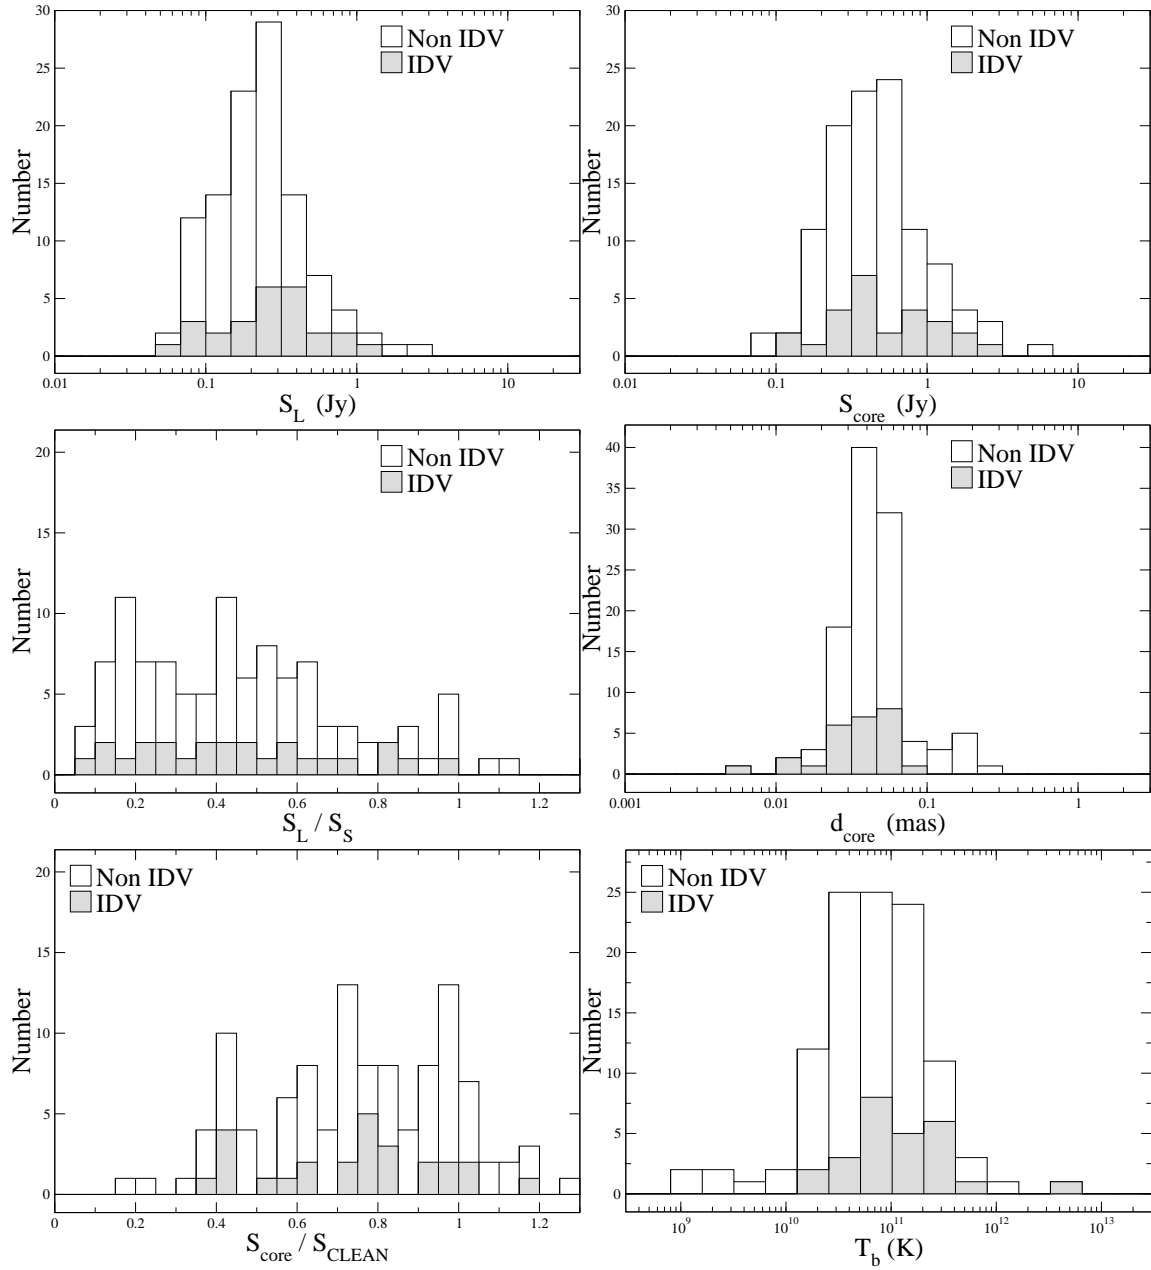 30
25
20
15
10
5
0
Number
Non IDV
IDV
0.01 0.1 1 10
S_L (Jy)
30
25
20
15
10
5
0
Number
Non IDV
IDV
0.01 0.1 1 10
S_core (Jy)
20
15
10
5
0
Number
Non IDV
IDV
0 0.2 0.4 0.6 0.8 1 1.2
S_L / S_S
40
35
30
25
20
15
10
5
0
Number
Non IDV
IDV
0.001 0.01 0.1 1
d_core (mas)
20
15
10
5
0
Number
Non IDV
IDV
0 0.2 0.4 0.6 0.8 1 1.2
S_core / S_CLEAN
25
20
15
10
5
0
Number
Non IDV
IDV
10^9 10^10 10^11 10^12 10^13
T_b (K)